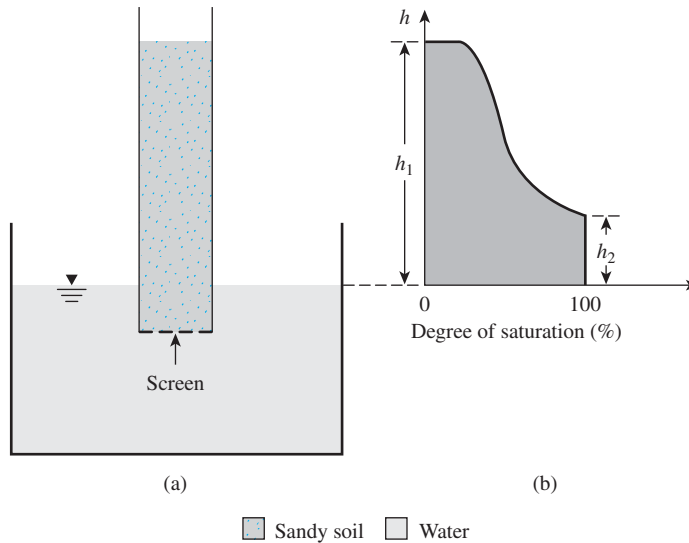 Screen
(a)
h
h1
h2
0 100
Degree of saturation (%)
(b)
Sandy soil Water